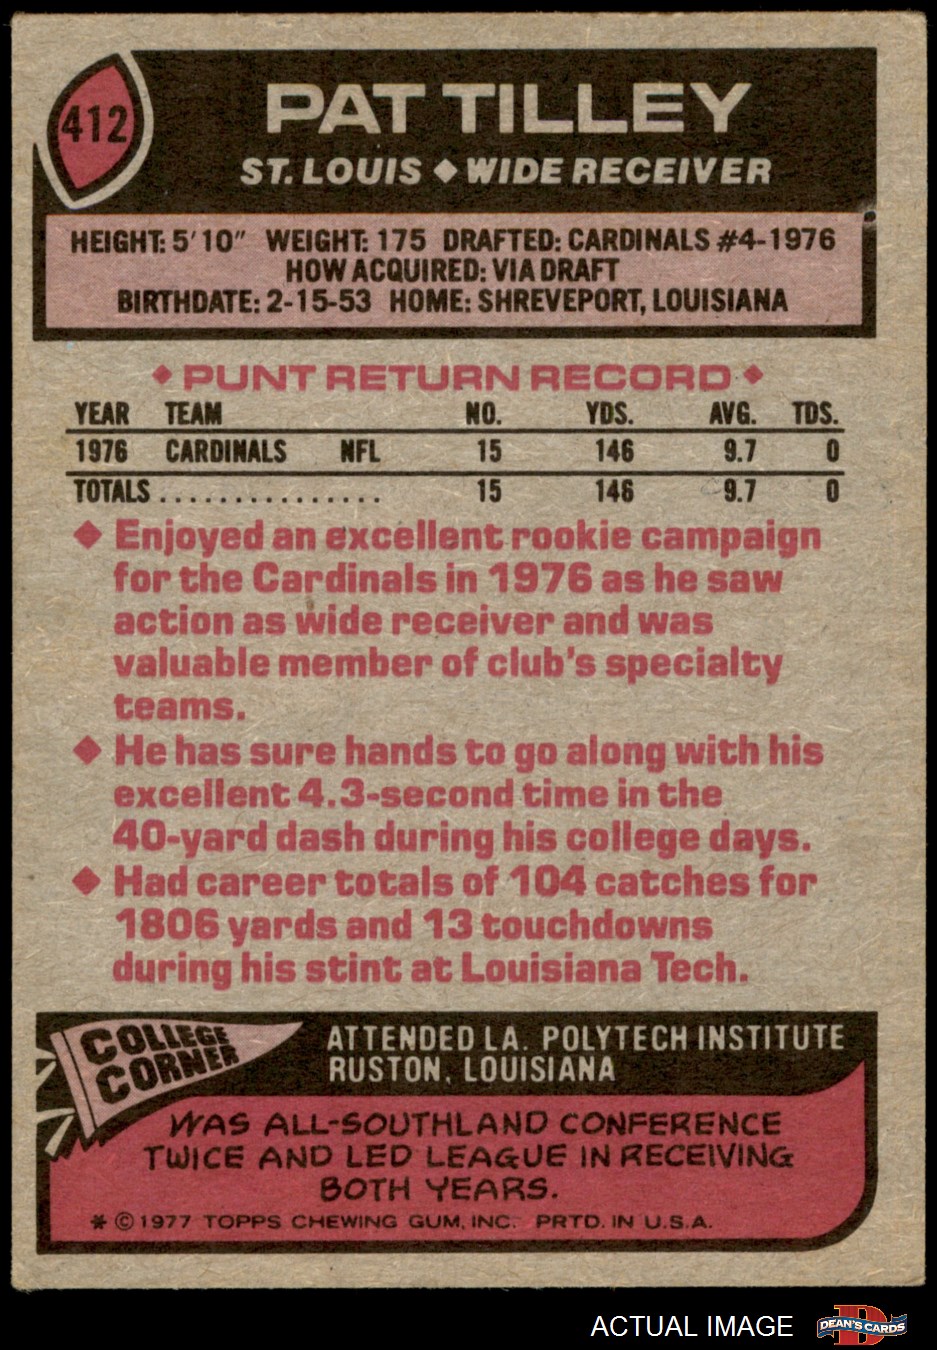 412
PAT TILLEY
ST. LOUIS ◆ WIDE RECEIVER
HEIGHT: 5'10" WEIGHT: 175 DRAFTED: CARDINALS #4-1976
HOW ACQUIRED: VIA DRAFT
BIRTHDATE: 2-15-53 HOME: SHREVEPORT, LOUISIANA
◆ PUNT RETURN RECORD ◆
YEAR TEAM NO. YDS. AVG. TDS.
1976 CARDINALS NFL 15 146 9.7 0
TOTALS............... 15 146 9.7 0
◆ Enjoyed an excellent rookie campaign
for the Cardinals in 1976 as he saw
action as wide receiver and was
valuable member of club's specialty
teams.
◆ He has sure hands to go along with his
excellent 4.3-second time in the
40-yard dash during his college days.
◆ Had career totals of 104 catches for
1806 yards and 13 touchdowns
during his stint at Louisiana Tech.
COLLEGE
CORNER
ATTENDED LA. POLYTECH INSTITUTE
RUSTON, LOUISIANA
WAS ALL-SOUTHLAND CONFERENCE
TWICE AND LED LEAGUE IN RECEIVING
BOTH YEARS.
* © 1977 TOPPS CHEWING GUM, INC. PRTD. IN U.S.A.
ACTUAL IMAGE
D
DEAN'S CARDS